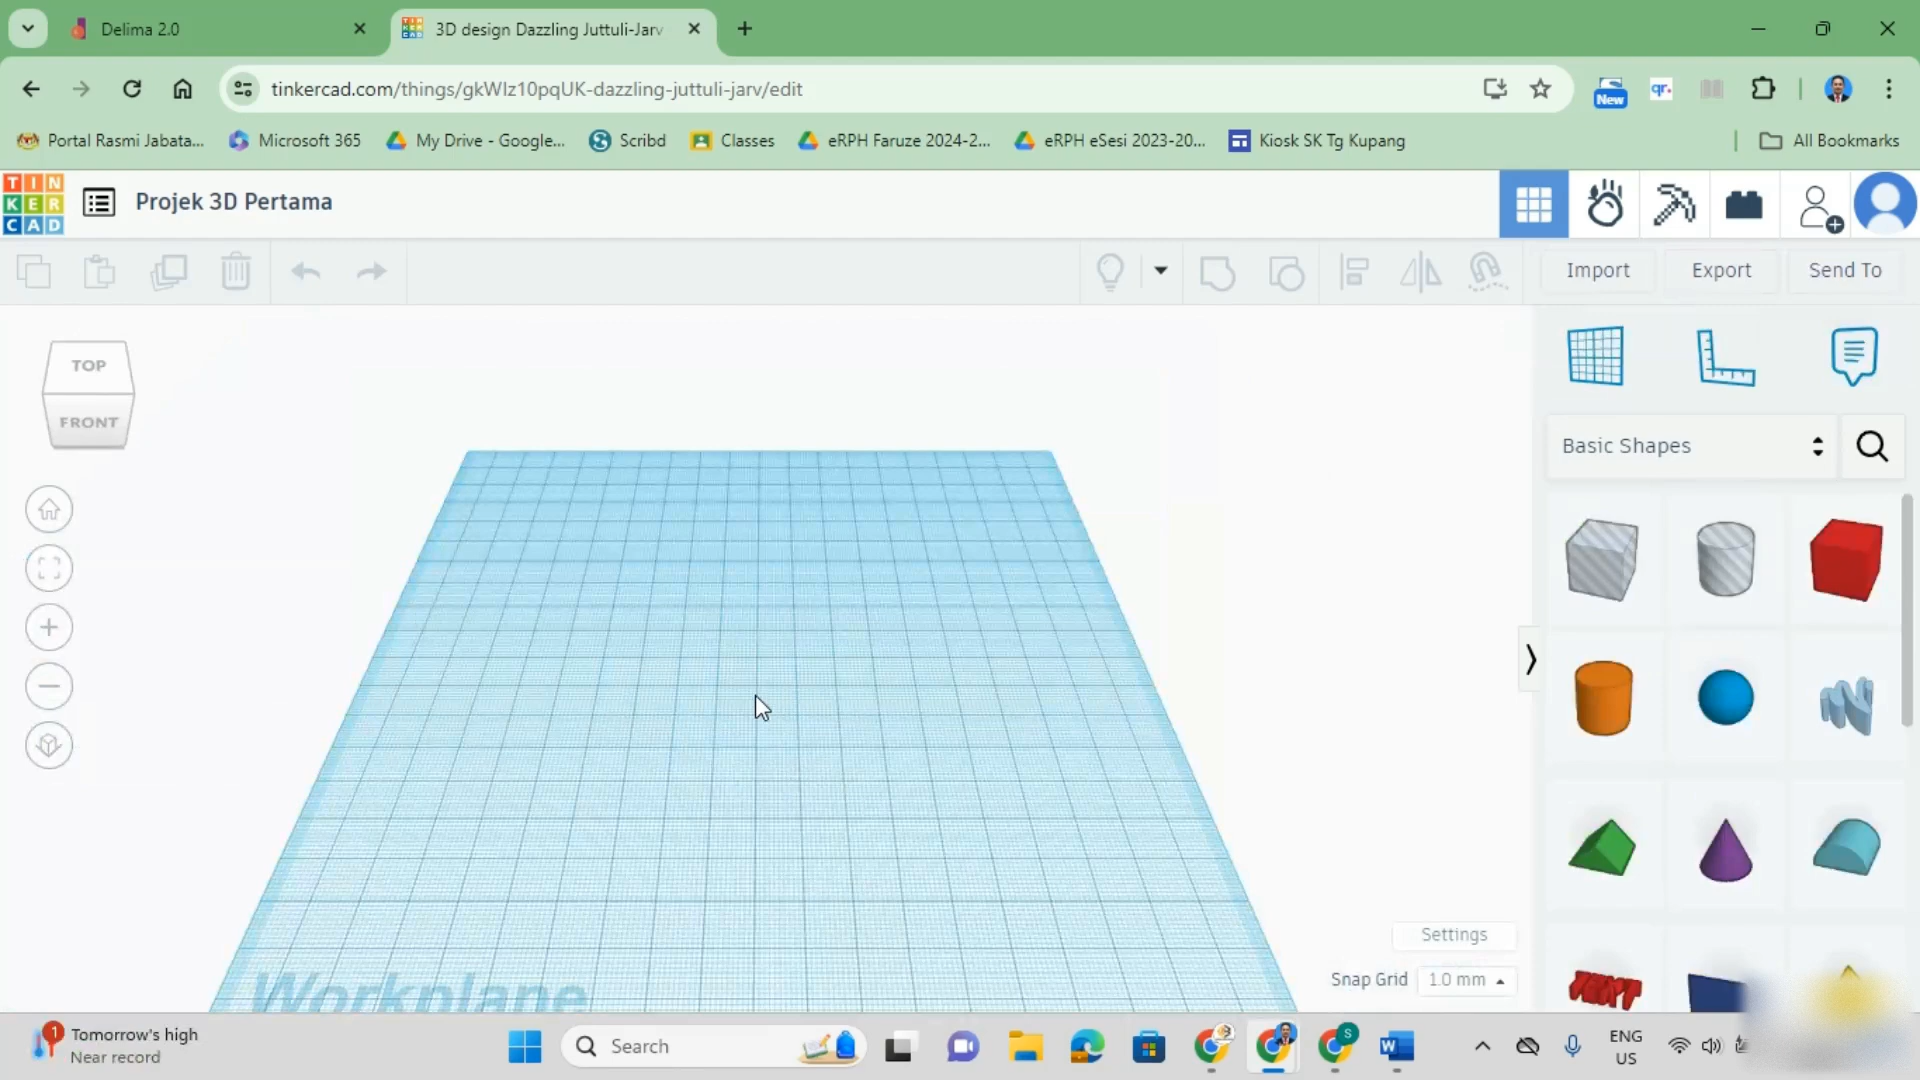 Delima 2.0
3D design Dazzling Juttuli-Jarv
tinkercad.com/things/gkWlz10pqUK-dazzling-juttuli-jarv/edit
New
qr.
Portal Rasmi Jabata...
Microsoft 365
My Drive - Google...
Scribd
Classes
eRPH Faruze 2024-2...
eRPH eSesi 2023-20...
Kiosk SK Tg Kupang
All Bookmarks
TIN
KER
CAD
Projek 3D Pertama
Import
Export
Send To
TOP
FRONT
Basic Shapes
TEXT
Workplane
Settings
Snap Grid
1.0 mm
1
Tomorrow's high
Near record
Search
S
W
ENG
US